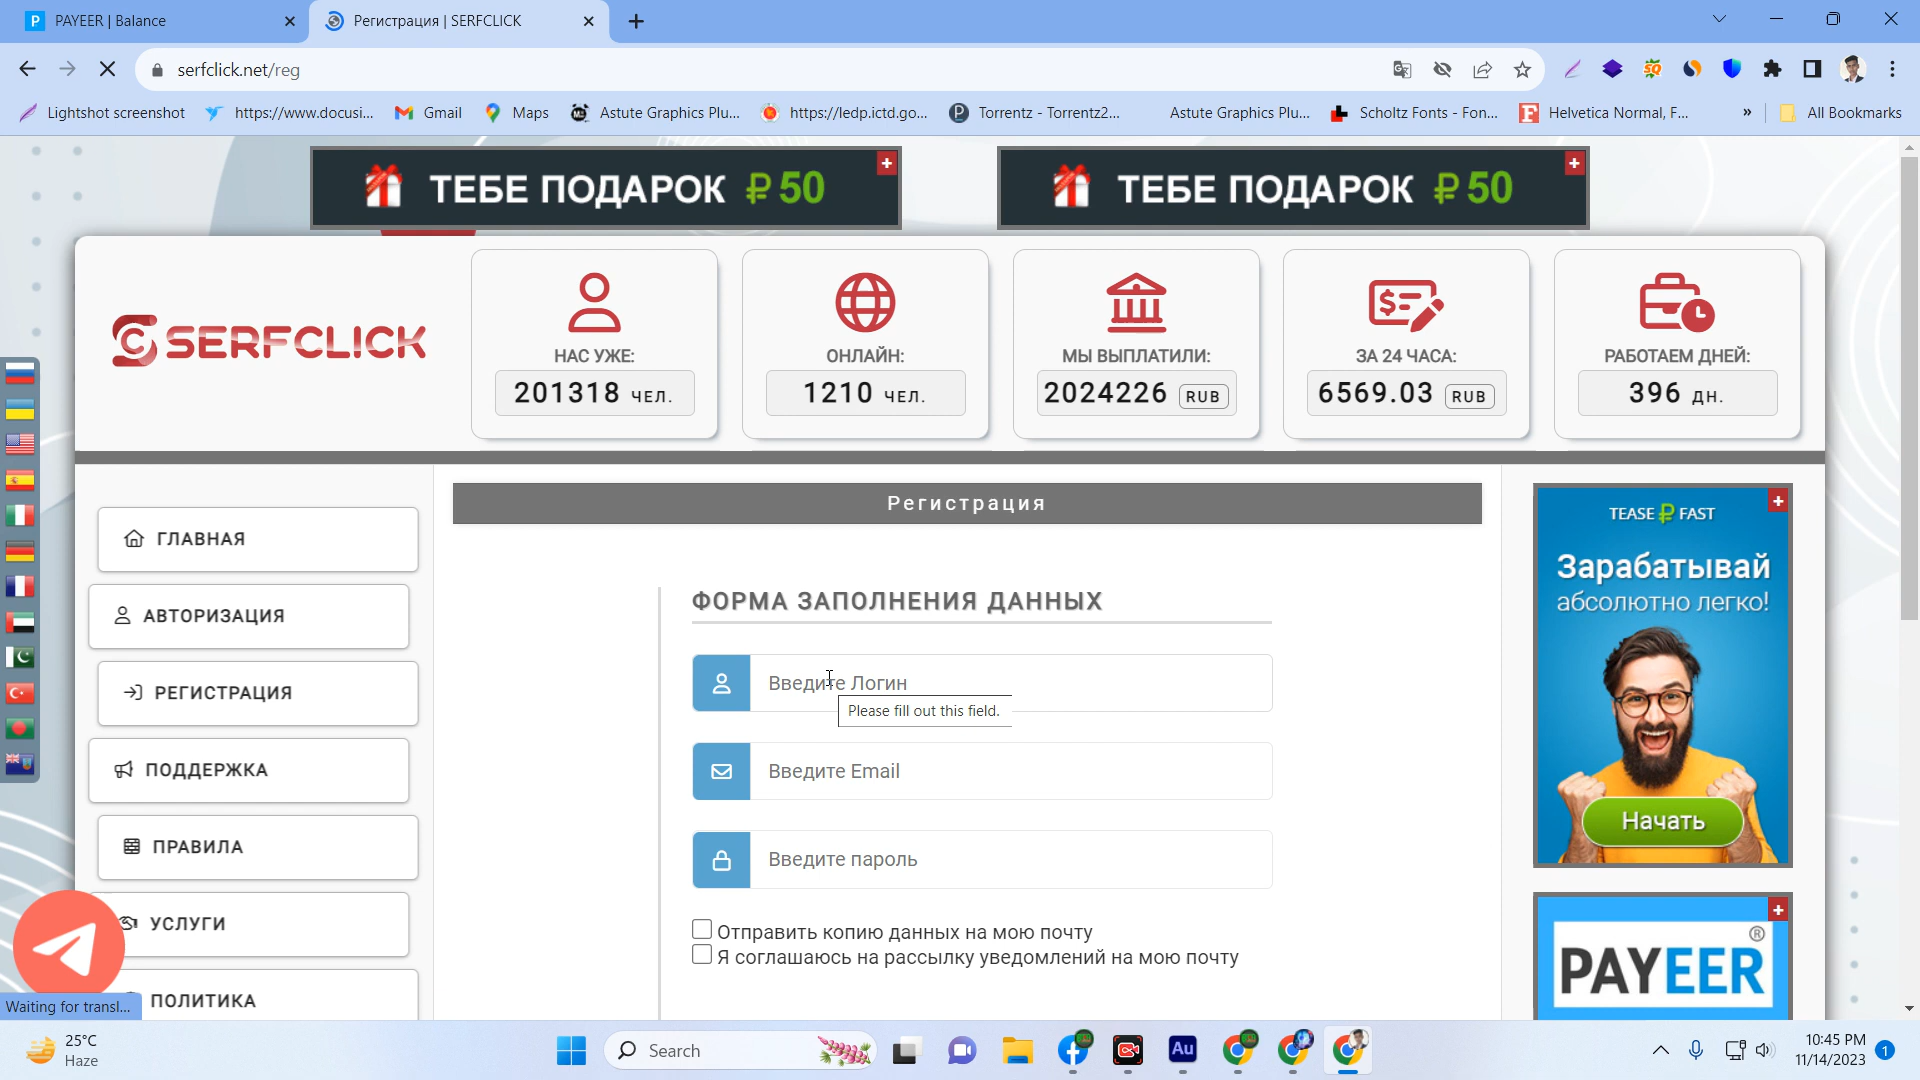 PAYEER | Balance
Регистрация | SERFCLICK
serfclick.net/reg
Lightshot screenshot
https://www.docusi...
Gmail
Maps
Astute Graphics Plu...
https://ledp.ictd.go...
Torrentz - Torrentz2...
Astute Graphics Plu...
Scholtz Fonts - Fon...
Helvetica Normal, F...
»
All Bookmarks
ТЕБЕ ПОДАРОК ₽ 50
ТЕБЕ ПОДАРОК ₽ 50
SERFCLICK
НАС УЖЕ:
201318 ЧЕЛ.
ОНЛАЙН:
1210 ЧЕЛ.
МЫ ВЫПЛАТИЛИ:
2024226 RUB
ЗА 24 ЧАСА:
6569.03 RUB
РАБОТАЕМ ДНЕЙ:
396 ДН.
ГЛАВНАЯ
АВТОРИЗАЦИЯ
РЕГИСТРАЦИЯ
ПОДДЕРЖКА
ПРАВИЛА
УСЛУГИ
ПОЛИТИКА
Регистрация
ФОРМА ЗАПОЛНЕНИЯ ДАННЫХ
Введите Логин
Please fill out this field.
Введите Email
Введите пароль
Отправить копию данных на мою почту
Я соглашаюсь на рассылку уведомлений на мою почту
TEASE ₽ FAST
Зарабатывай
абсолютно легко!
Начать
PAYEER ®
Waiting for transl...
25°C
Haze
Search
Au
10:45 PM
11/14/2023
1